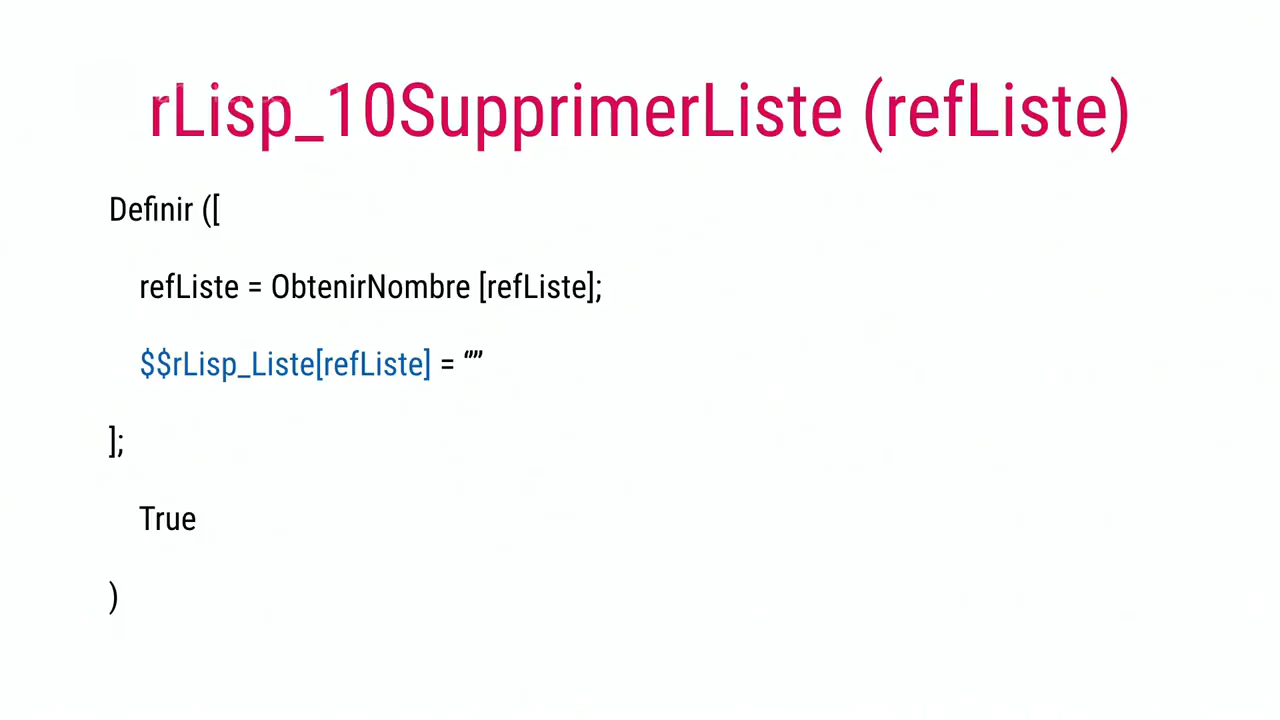 rLisp_10SupprimerListe (refListe)
Definir ([
refListe = ObtenirNombre [refListe];
$$rLisp_Liste[refListe] = “”
];
True
)